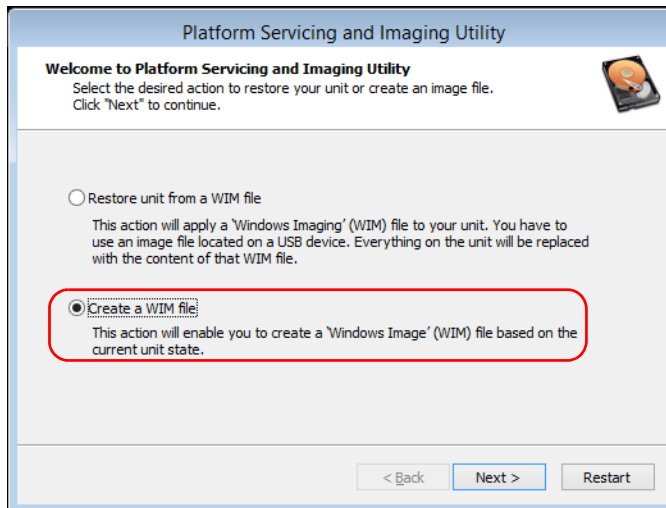 Platform Servicing and Imaging Utility
Welcome to Platform Servicing and Imaging Utility
Select the desired action to restore your unit or create an image file.
Click "Next" to continue.
Restore unit from a WIM file
This action will apply a ‘Windows Imaging’ (WIM) file to your unit. You have to
use an image file located on a USB device. Everything on the unit will be replaced
with the content of that WIM file.
Create a WIM file
This action will enable you to create a ‘Windows Image’ (WIM) file based on the
current unit state.
< Back Next > Restart